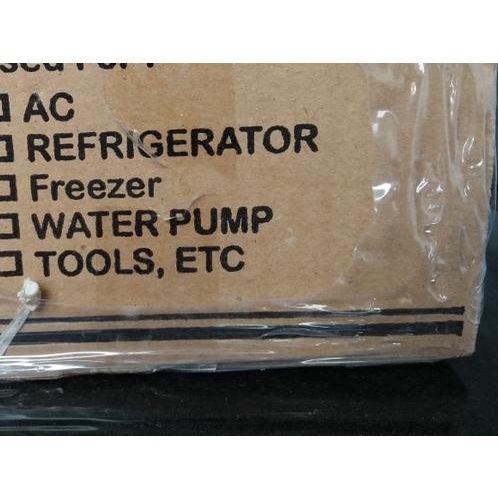 AC
REFRIGERATOR
Freezer
WATER PUMP
TOOLS, ETC